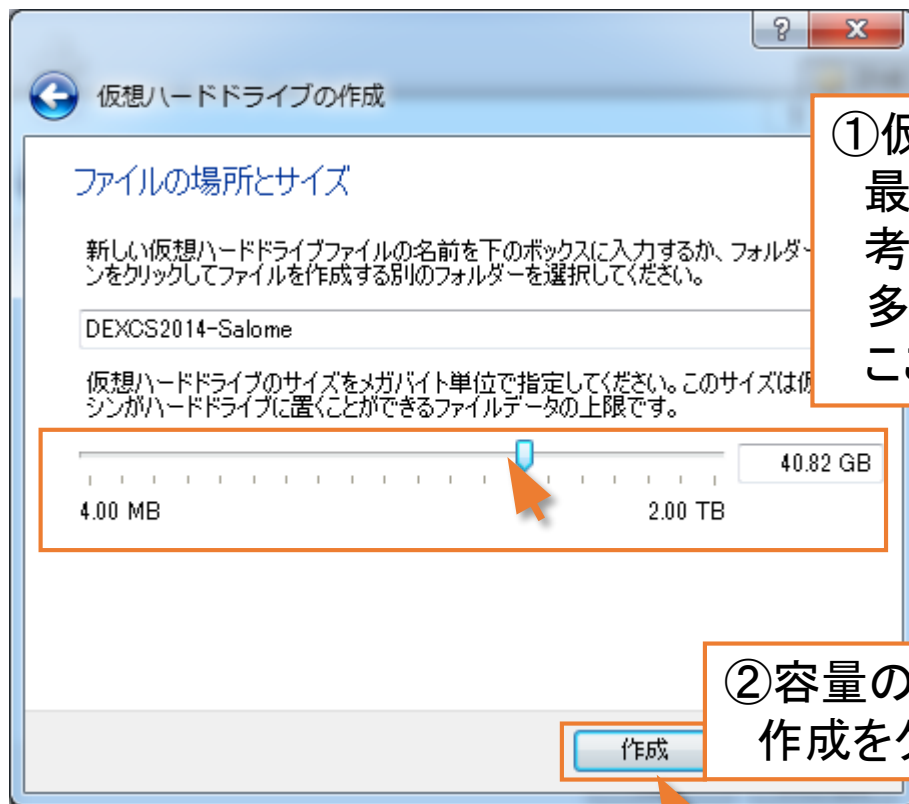 仮想ハードドライブの作成
ファイルの場所とサイズ
新しい仮想ハードドライブファイルの名前を下のボックスに入力するか、フォルダー
ンをクリックしてファイルを作成する別のフォルダーを選択してください。
DEXCS2014-Salome
仮想ハードドライブのサイズをメガバイト単位で指定してください。このサイズは仮
シンがハードドライブに置くことができるファイルデータの上限です。
40.82 GB
4.00 MB
2.00 TB
①仮
最
考
多
ここ
②容量の
作成をク
作成